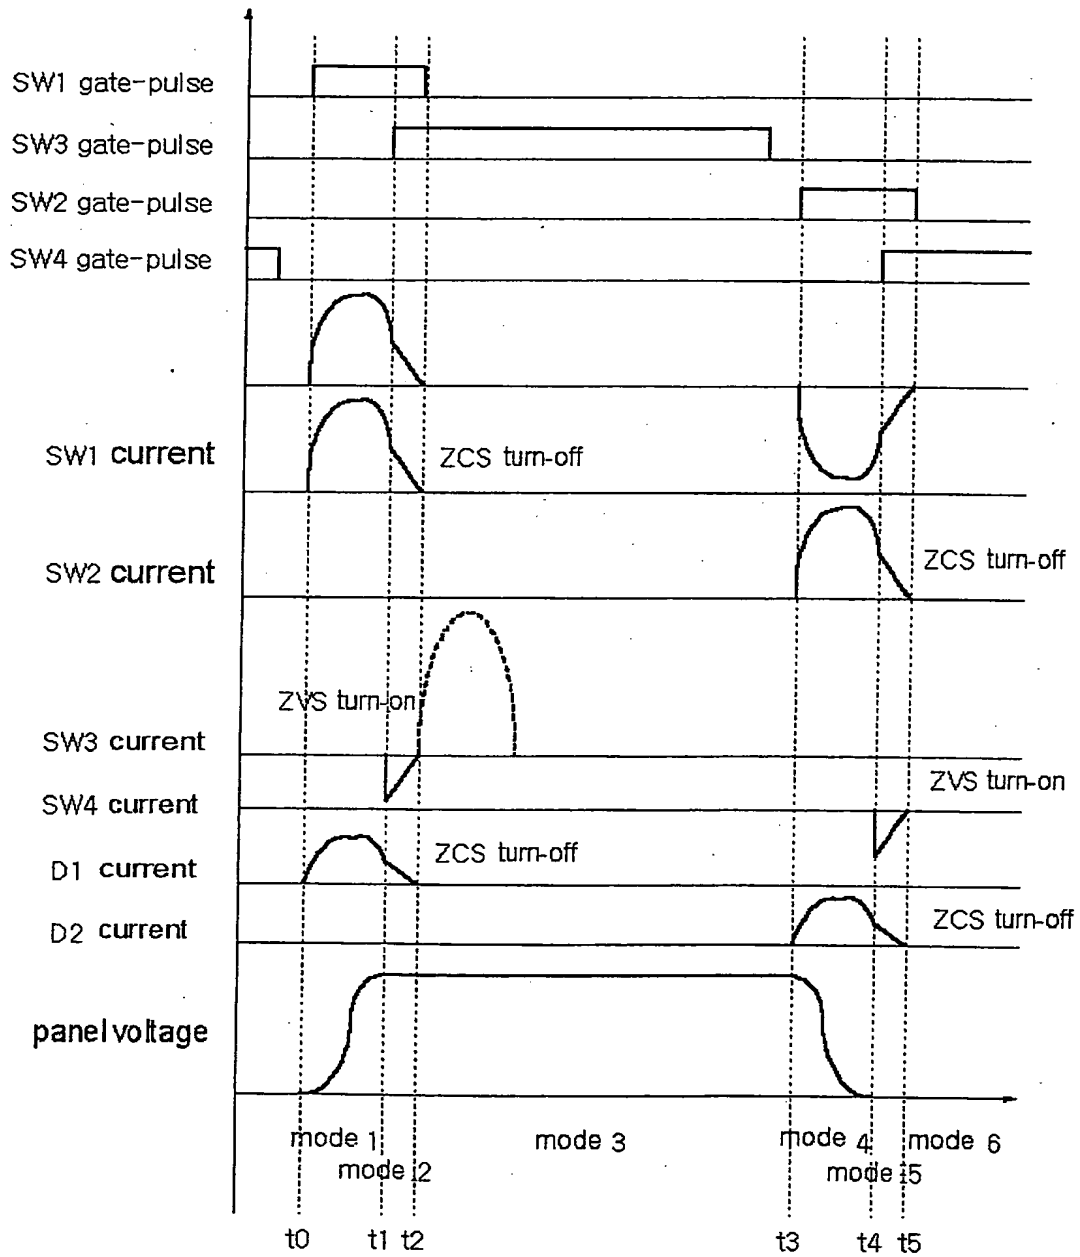 SW1 gate-pulse
SW3 gate-pulse
SW2 gate-pulse
SW4 gate-pulse
SW1 current
ZCS turn-off
SW2 current
ZCS turn-off
ZVS turn-on
SW3 current
ZVS turn-on
SW4 current
D1 current
ZCS turn-off
D2 current
ZCS turn-off
panel voltage
mode 1
mode 3
mode 4
mode 6
mode 2
mode 5
t0
t1
t2
t3
t4
t5